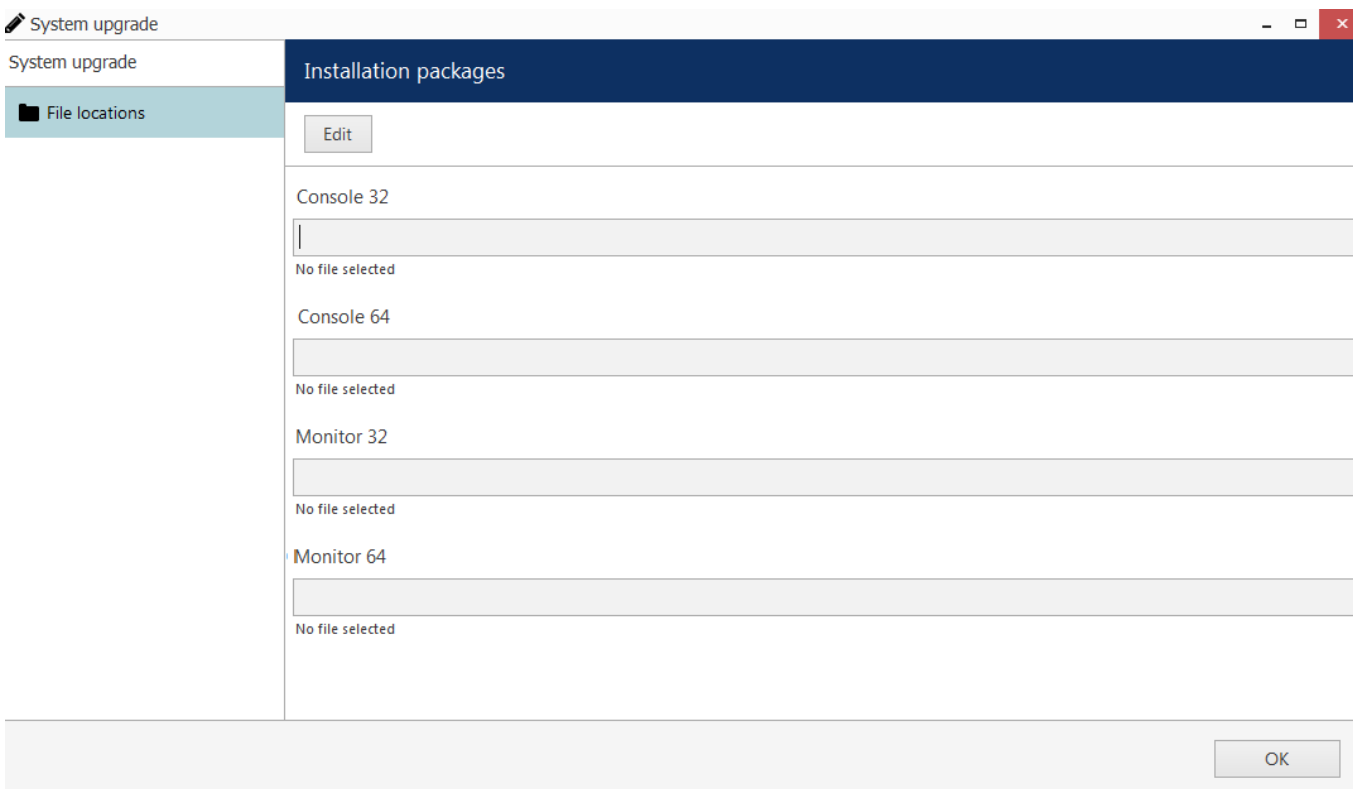 System upgrade
System upgrade
File locations
Installation packages
Edit
Console 32
No file selected
Console 64
No file selected
Monitor 32
No file selected
Monitor 64
No file selected
OK